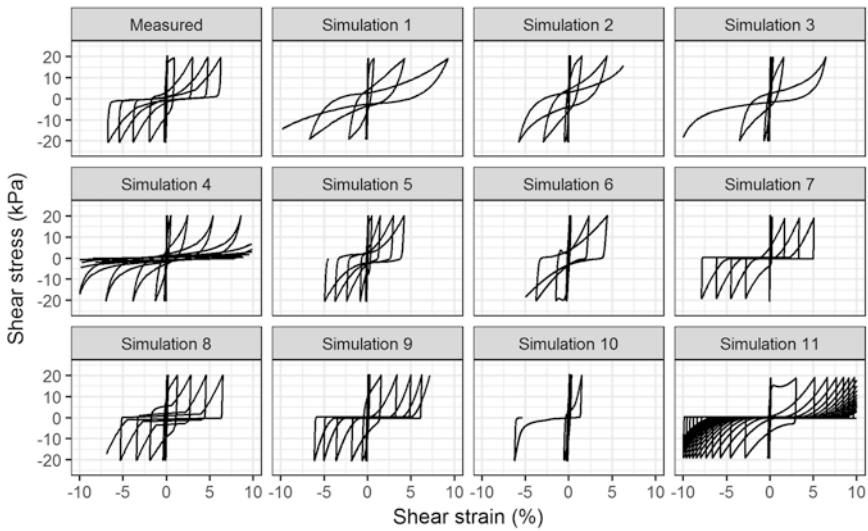 Measured Simulation 1 Simulation 2 Simulation 3
20
10
0
-10
-20
Simulation 4 Simulation 5 Simulation 6 Simulation 7
20
10
0
-10
-20
Shear stress (kPa)
Simulation 8 Simulation 9 Simulation 10 Simulation 11
20
10
0
-10
-20
-10 -5 0 5 10 -10 -5 0 5 10 -10 -5 0 5 10 -10 -5 0 5 10
Shear strain (%)